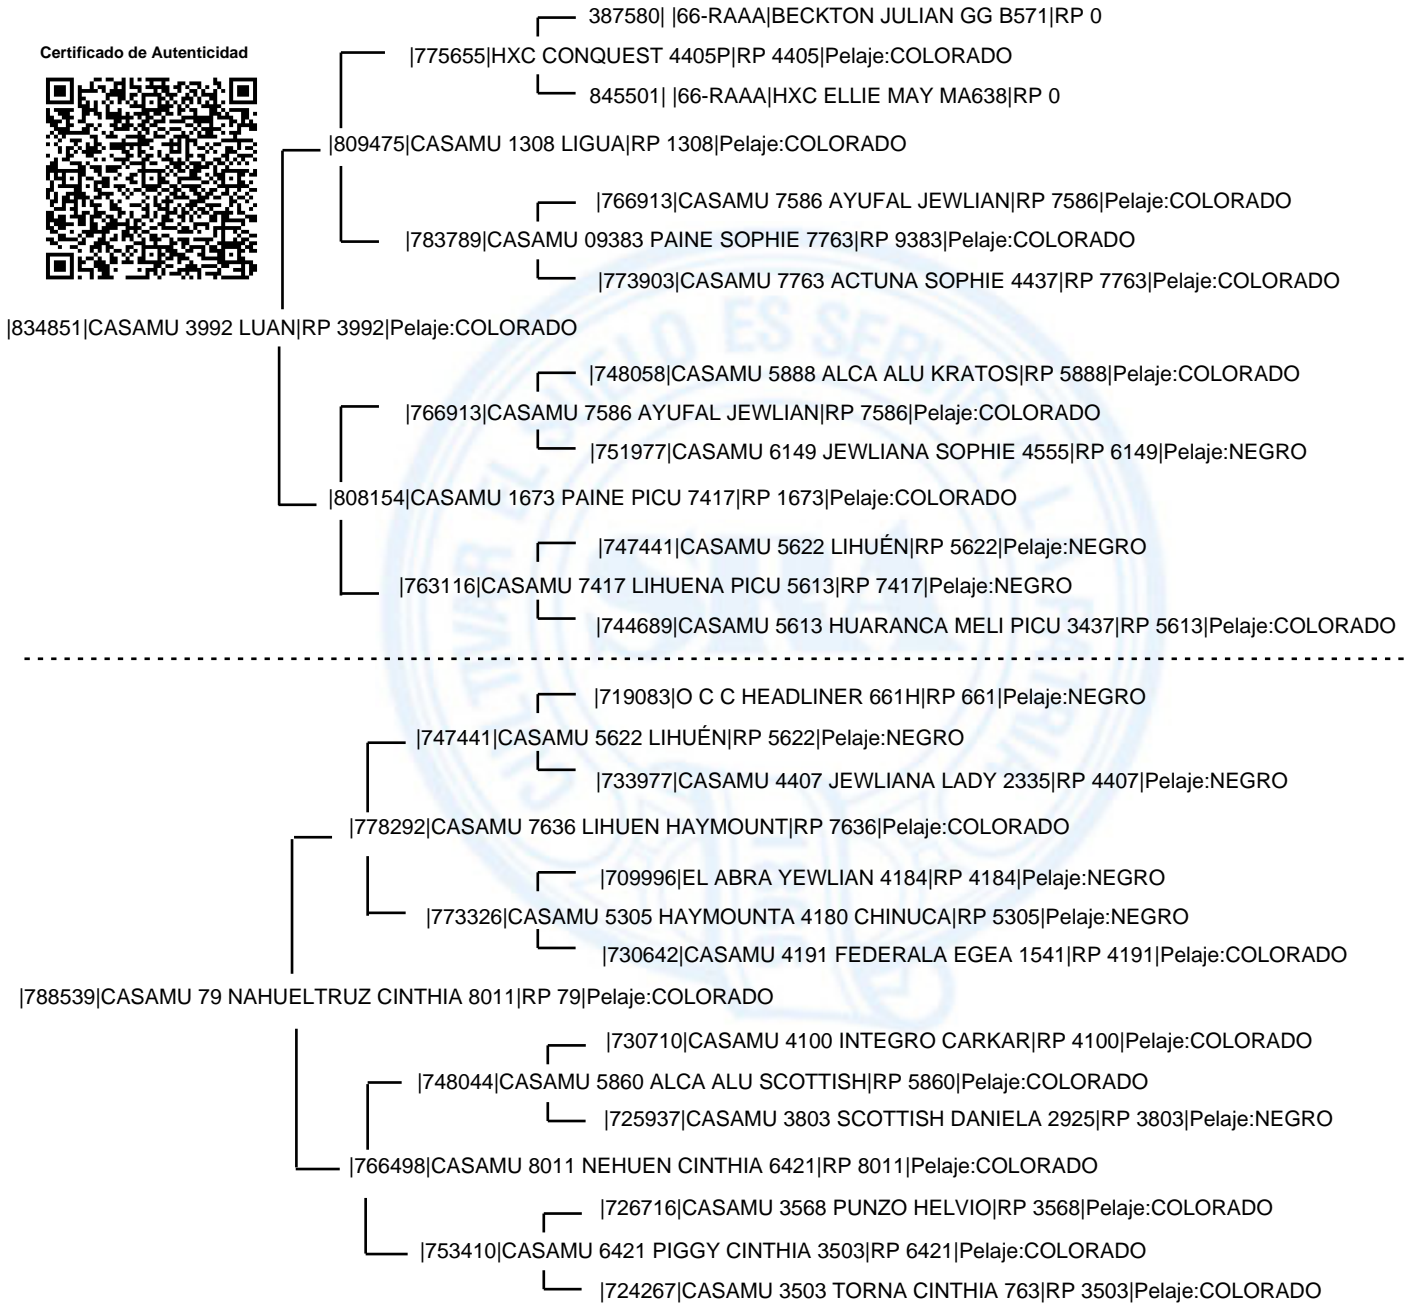 387580| |66-RAAA|BECKTON JULIAN GG B571|RP 0
Certificado de Autenticidad
|775655|HXC CONQUEST 4405P|RP 4405|Pelaje:COLORADO
845501| |66-RAAA|HXC ELLIE MAY MA638|RP 0
|809475|CASAMU 1308 LIGUA|RP 1308|Pelaje:COLORADO
|766913|CASAMU 7586 AYUFAL JEWLIAN|RP 7586|Pelaje:COLORADO
|783789|CASAMU 09383 PAINE SOPHIE 7763|RP 9383|Pelaje:COLORADO
|773903|CASAMU 7763 ACTUNA SOPHIE 4437|RP 7763|Pelaje:COLORADO
|834851|CASAMU 3992 LUAN|RP 3992|Pelaje:COLORADO
|748058|CASAMU 5888 ALCA ALU KRATOS|RP 5888|Pelaje:COLORADO
|766913|CASAMU 7586 AYUFAL JEWLIAN|RP 7586|Pelaje:COLORADO
|751977|CASAMU 6149 JEWLIANA SOPHIE 4555|RP 6149|Pelaje:NEGRO
|808154|CASAMU 1673 PAINE PICU 7417|RP 1673|Pelaje:COLORADO
|747441|CASAMU 5622 LIHUÉN|RP 5622|Pelaje:NEGRO
|763116|CASAMU 7417 LIHUENA PICU 5613|RP 7417|Pelaje:NEGRO
|744689|CASAMU 5613 HUARANCA MELI PICU 3437|RP 5613|Pelaje:COLORADO
|719083|O C C HEADLINER 661H|RP 661|Pelaje:NEGRO
|747441|CASAMU 5622 LIHUÉN|RP 5622|Pelaje:NEGRO
|733977|CASAMU 4407 JEWLIANA LADY 2335|RP 4407|Pelaje:NEGRO
|778292|CASAMU 7636 LIHUEN HAYMOUNT|RP 7636|Pelaje:COLORADO
|709996|EL ABRA YEWLIAN 4184|RP 4184|Pelaje:NEGRO
|773326|CASAMU 5305 HAYMOUNTA 4180 CHINUCA|RP 5305|Pelaje:NEGRO
|730642|CASAMU 4191 FEDERALA EGEA 1541|RP 4191|Pelaje:COLORADO
|788539|CASAMU 79 NAHUELTRUZ CINTHIA 8011|RP 79|Pelaje:COLORADO
|730710|CASAMU 4100 INTEGRO CARKAR|RP 4100|Pelaje:COLORADO
|748044|CASAMU 5860 ALCA ALU SCOTTISH|RP 5860|Pelaje:COLORADO
|725937|CASAMU 3803 SCOTTISH DANIELA 2925|RP 3803|Pelaje:NEGRO
|766498|CASAMU 8011 NEHUEN CINTHIA 6421|RP 8011|Pelaje:COLORADO
|726716|CASAMU 3568 PUNZO HELVIO|RP 3568|Pelaje:COLORADO
|753410|CASAMU 6421 PIGGY CINTHIA 3503|RP 6421|Pelaje:COLORADO
|724267|CASAMU 3503 TORNA CINTHIA 763|RP 3503|Pelaje:COLORADO
CULTIVAR EL SUELO ES SERVIR A LA PATRIA
SRA
1866